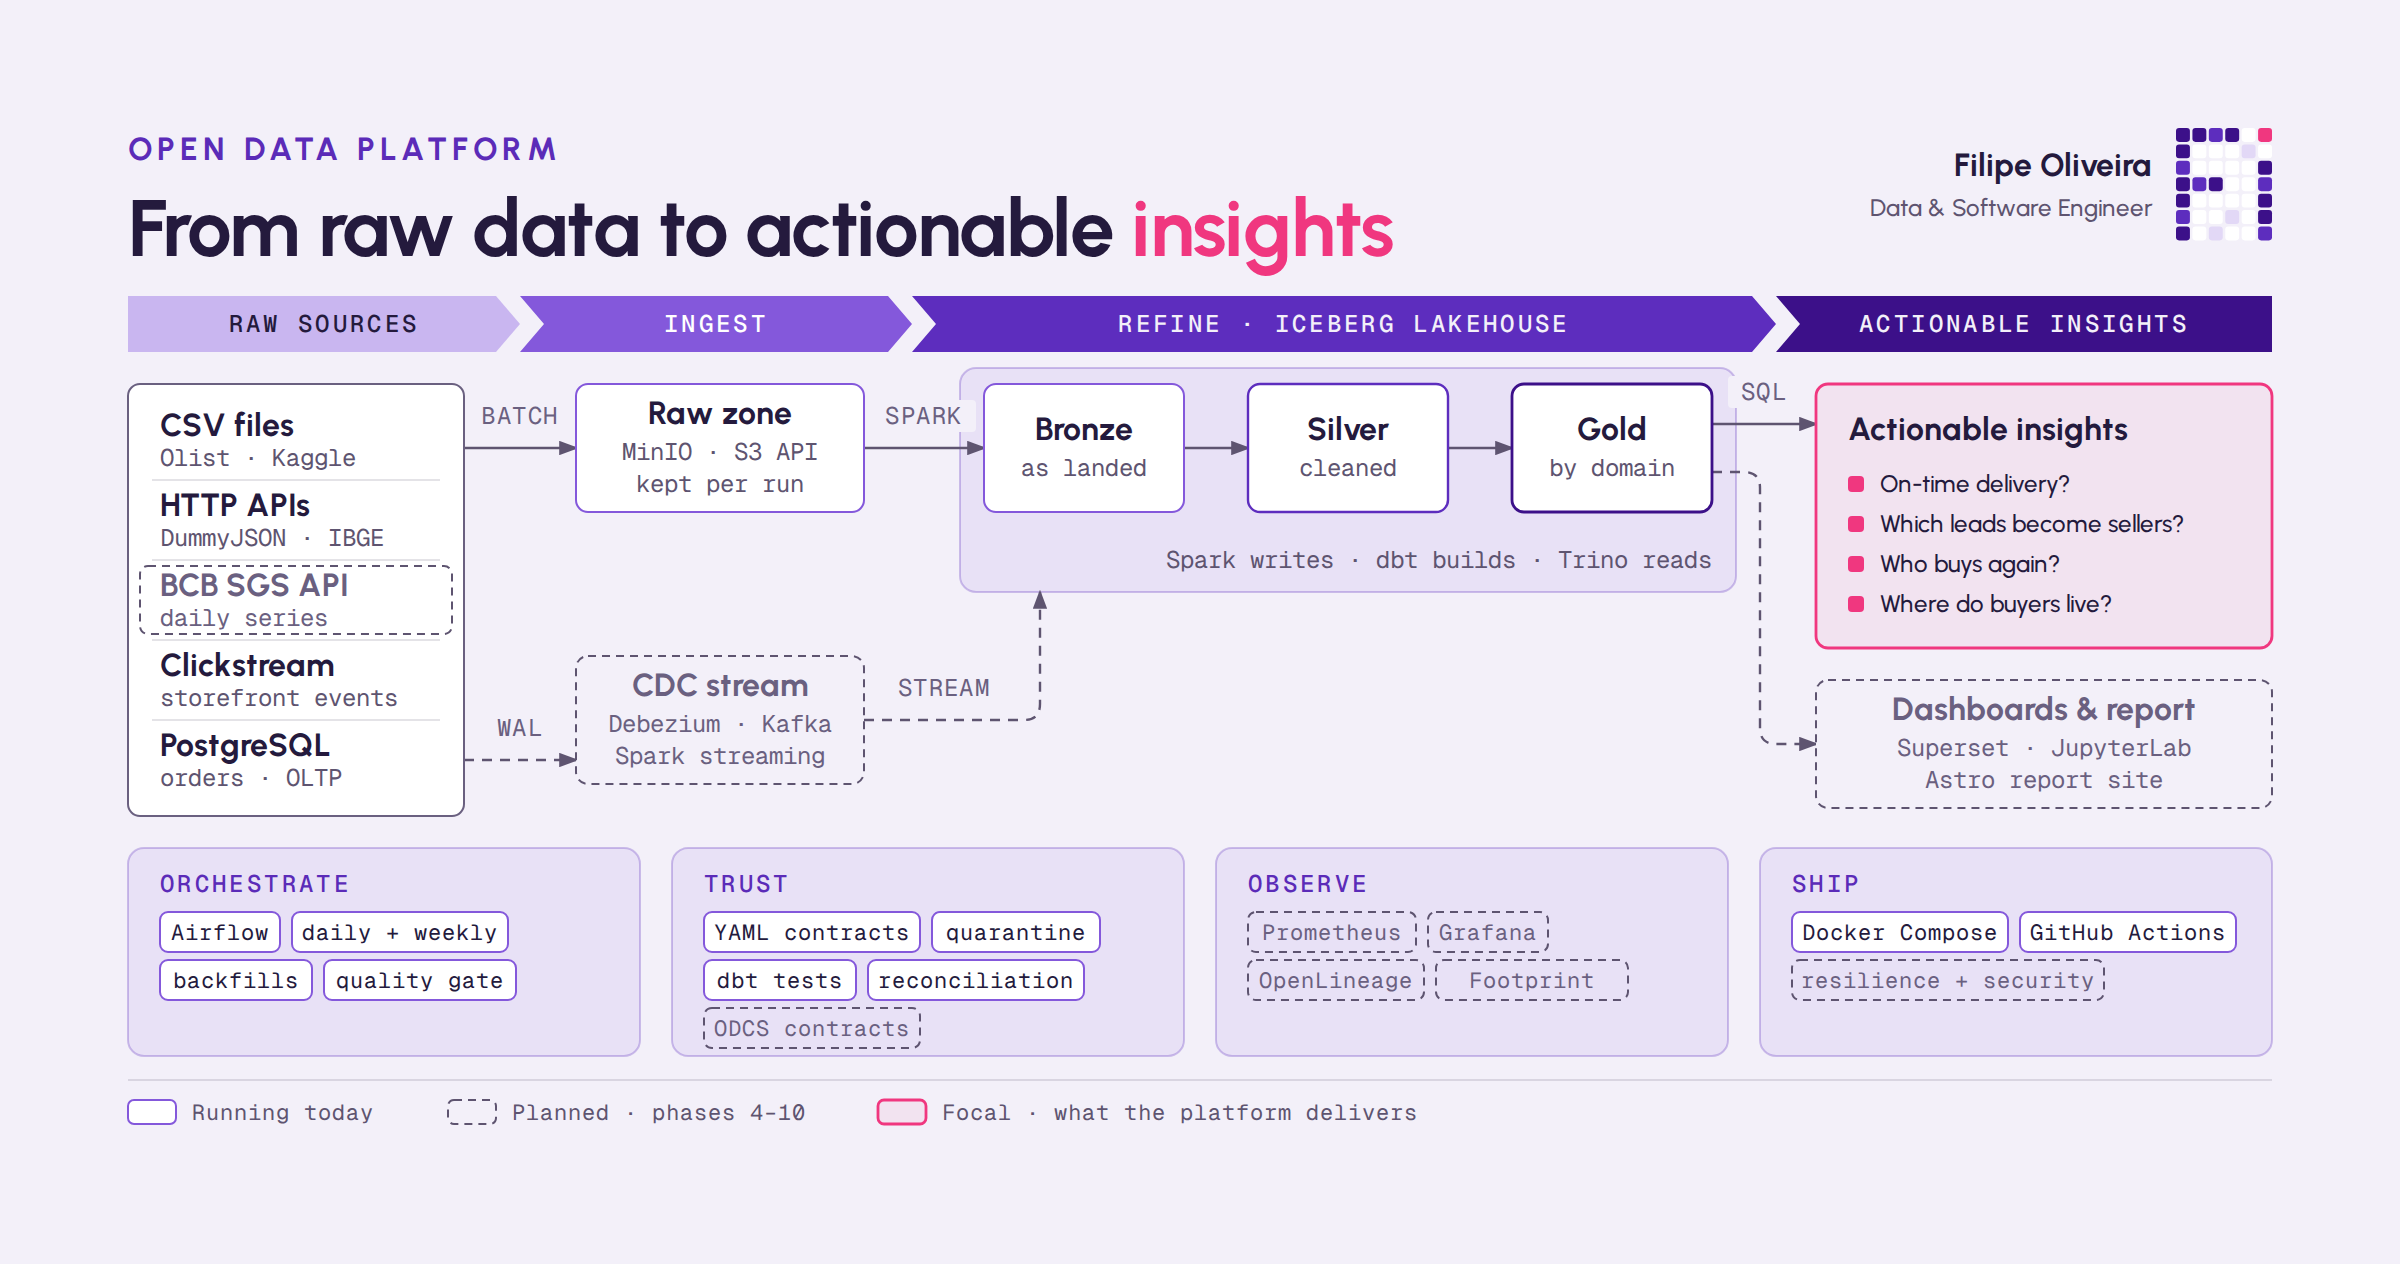 OPEN DATA PLATFORM
From raw data to actionable insights
Filipe Oliveira
Data & Software Engineer
RAW SOURCES
INGEST
REFINE · ICEBERG LAKEHOUSE
ACTIONABLE INSIGHTS
CSV files
Olist · Kaggle
HTTP APIs
DummyJSON · IBGE
BCB SGS API
daily series
Clickstream
storefront events
PostgreSQL
orders · OLTP
BATCH
WAL
Raw zone
MinIO · S3 API
kept per run
CDC stream
Debezium · Kafka
Spark streaming
SPARK
STREAM
Bronze
as landed
Silver
cleaned
Gold
by domain
Spark writes · dbt builds · Trino reads
SQL
Actionable insights
On-time delivery?
Which leads become sellers?
Who buys again?
Where do buyers live?
Dashboards & report
Superset · JupyterLab
Astro report site
ORCHESTRATE
Airflow
daily + weekly
backfills
quality gate
TRUST
YAML contracts
quarantine
dbt tests
reconciliation
ODCS contracts
OBSERVE
Prometheus
Grafana
OpenLineage
Footprint
SHIP
Docker Compose
GitHub Actions
resilience + security
Running today
Planned · phases 4–10
Focal · what the platform delivers